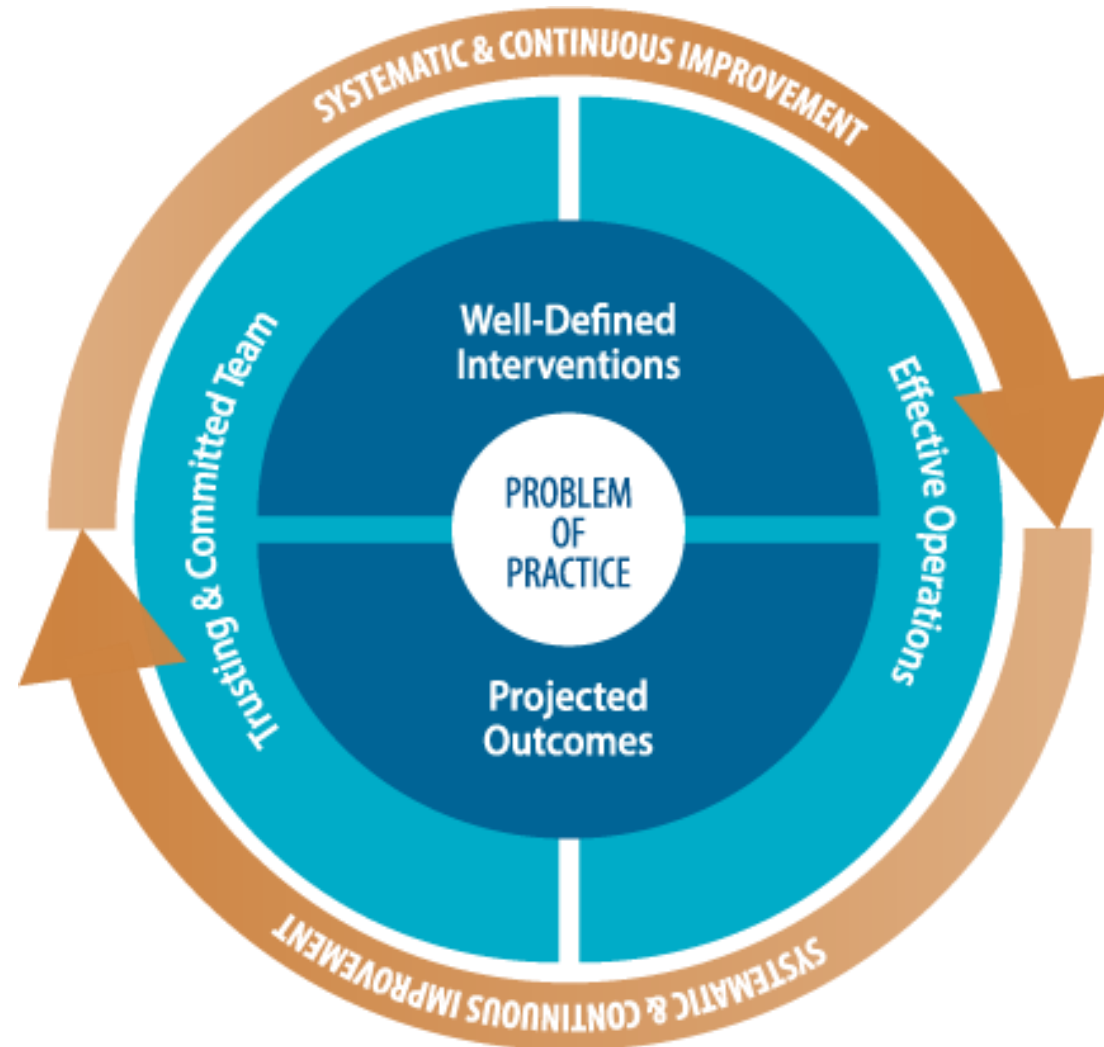 SYSTEMATIC & CONTINUOUS IMPROVEMENT
Well-Defined
Interventions
Trusting & Committed Team
Effective Operations
PROBLEM
OF
PRACTICE
Projected
Outcomes
SYSTEMATIC & CONTINUOUS IMPROVEMENT